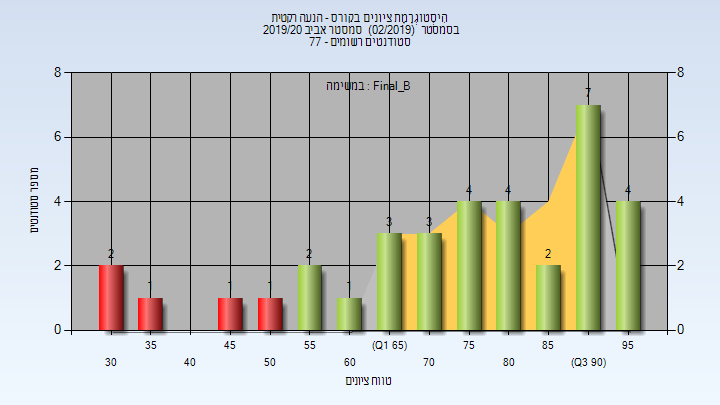 היסטוגרמת ציונים בקורס - הנעה רקטית
בסמסטר (02/2019) סמסטר אביב 2019/20
סטודנטים רשומים - 77
במשימה : Final_B
מספר סטודנטים
8 8
6 6
4 4
2 2
0 0
2 1 1 1 2 1 3 3 4 4 2 7 4
35 45 55 (Q1 65) 75 85 95
30 40 50 60 70 80 (Q3 90)
טווח ציונים